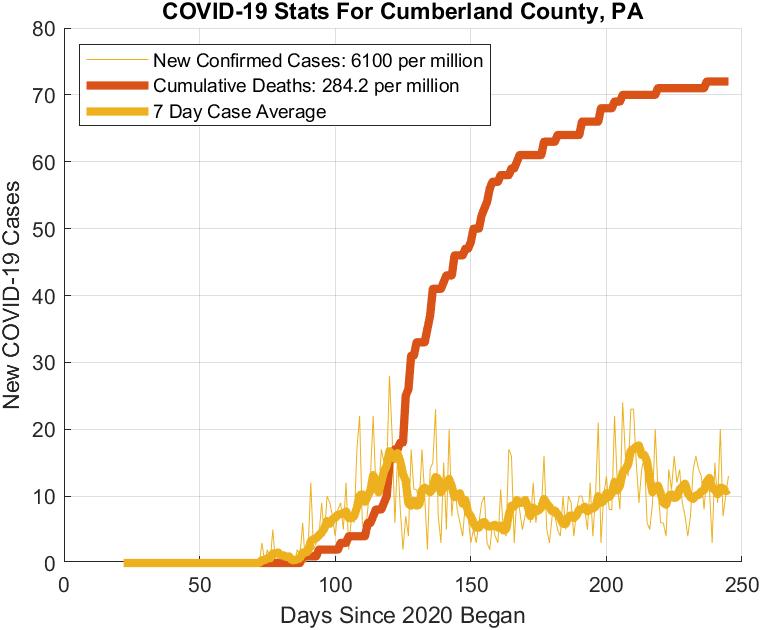 COVID-19 Stats For Cumberland County, PA
New Confirmed Cases: 6100 per million
Cumulative Deaths: 284.2 per million
7 Day Case Average
New COVID-19 Cases
80
70
60
50
40
30
20
10
0
0 50 100 150 200 250
Days Since 2020 Began